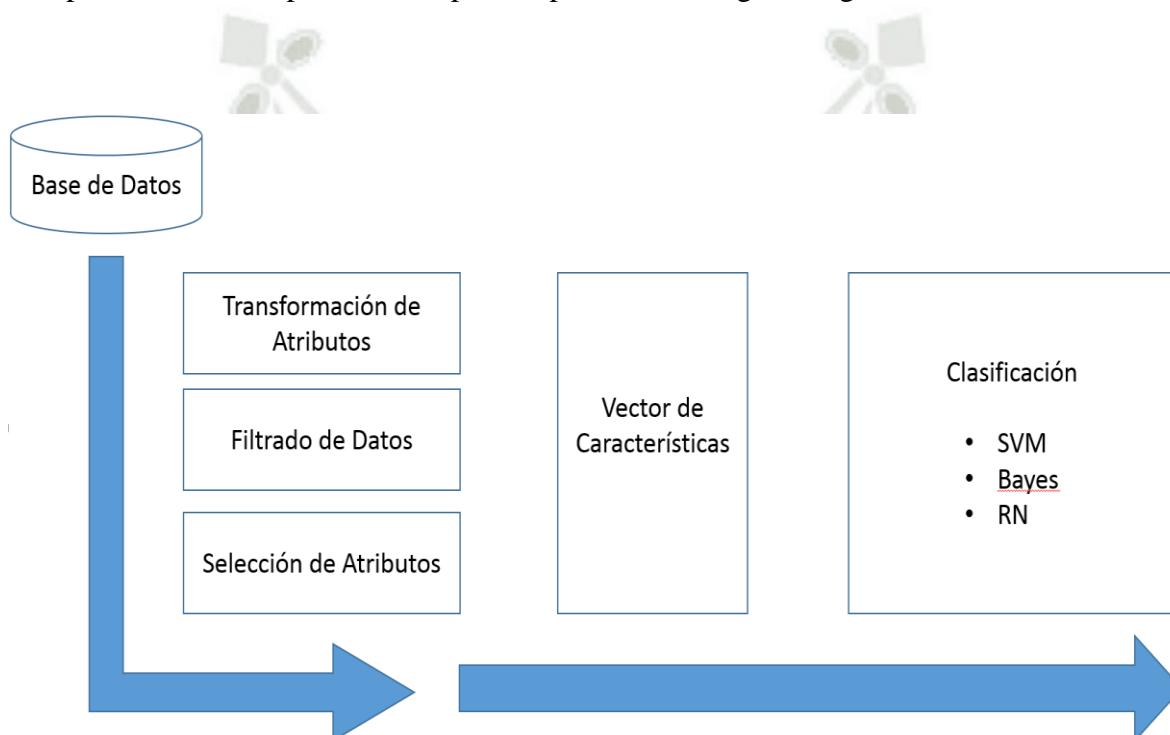 Base de Datos
Transformación de
Atributos
Filtrado de Datos
Selección de Atributos
Vector de
Características
Clasificación
• SVM
• Bayes
• RN